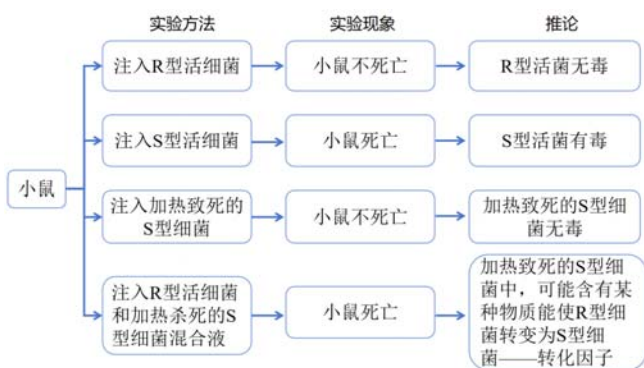 实验方法
实验现象
推论
小鼠
注入R型活细菌
小鼠不死亡
R型活菌无毒
注入S型活细菌
小鼠死亡
S型活菌有毒
注入加热致死的
S型细菌
小鼠不死亡
加热致死的S型细
菌无毒
注入R型活细菌
和加热杀死的S
型细菌混合液
小鼠死亡
加热致死的S型细
菌中，可能含有某
种物质能使R型细
菌转变为S型细
菌——转化因子